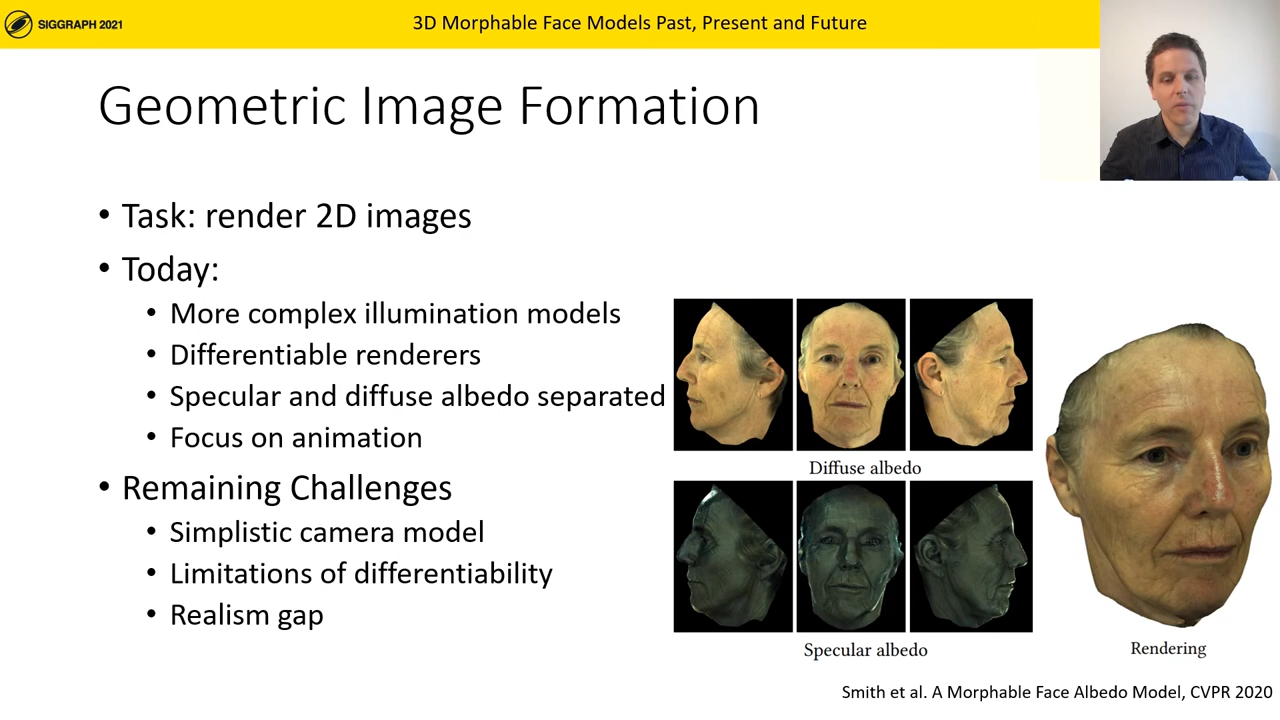 SIGGRAPH 2021
3D Morphable Face Models Past, Present and Future
Geometric Image Formation
• Task: render 2D images
• Today:
• More complex illumination models
• Differentiable renderers
• Specular and diffuse albedo separated
• Focus on animation
• Remaining Challenges
• Simplistic camera model
• Limitations of differentiability
• Realism gap
Diffuse albedo
Specular albedo
Rendering
Smith et al. A Morphable Face Albedo Model, CVPR 2020